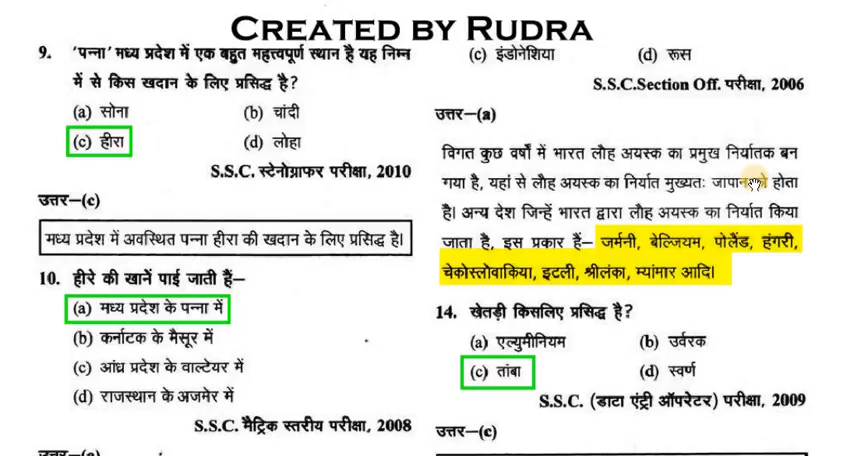 CREATED BY RUDRA
9. 'पन्ना' मध्य प्रदेश में एक बहुत महत्त्वपूर्ण स्थान है यह निम्न
में से किस खदान के लिए प्रसिद्ध है?
(a) सोना (b) चांदी
(c) हीरा (d) लोहा
S.S.C. स्टेनोग्राफर परीक्षा, 2010
उत्तर—(c)
मध्य प्रदेश में अवस्थित पन्ना हीरा की खदान के लिए प्रसिद्ध है।
10. हीरे की खानें पाई जाती हैं—
(a) मध्य प्रदेश के पन्ना में
(b) कर्नाटक के मैसूर में
(c) आंध्र प्रदेश के वाल्टेयर में
(d) राजस्थान के अजमेर में
S.S.C. मैट्रिक स्तरीय परीक्षा, 2008
(c) इंडोनेशिया (d) रूस
S.S.C.Section Off. परीक्षा, 2006
उत्तर—(a)
विगत कुछ वर्षों में भारत लौह अयस्क का प्रमुख निर्यातक बन
गया है, यहां से लौह अयस्क का निर्यात मुख्यतः जापान को होता
है। अन्य देश जिन्हें भारत द्वारा लौह अयस्क का निर्यात किया
जाता है, इस प्रकार हैं— जर्मनी, बेल्जियम, पोलैंड, हंगरी,
चेकोस्लोवाकिया, इटली, श्रीलंका, म्यांमार आदि।
14. खेतड़ी किसलिए प्रसिद्ध है?
(a) एल्युमीनियम (b) उर्वरक
(c) तांबा (d) स्वर्ण
S.S.C. (डाटा एंट्री ऑपरेटर) परीक्षा, 2009
उत्तर—(c)